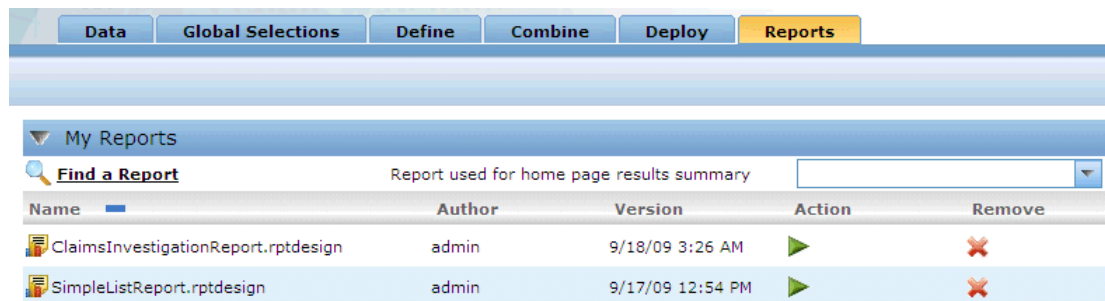 Data Global Selections Define Combine Deploy Reports
My Reports
Find a Report Report used for home page results summary
Name Author Version Action Remove
ClaimsInvestigationReport.rptdesign admin 9/18/09 3:26 AM
SimpleListReport.rptdesign admin 9/17/09 12:54 PM